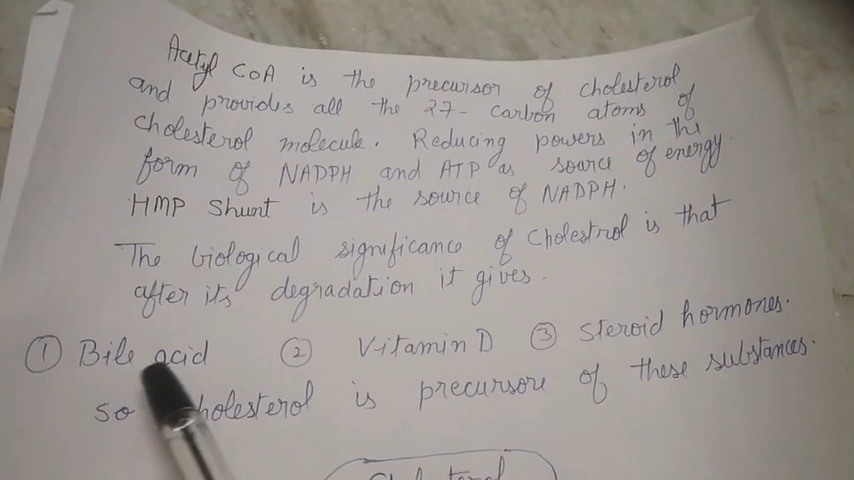 Acetyl CoA is the precursor of cholesterol
and provides all the 27- carbon atoms of
cholesterol molecule. Reducing powers in the
form of NADPH and ATP as source of energy.
HMP Shunt is the source of NADPH.
The biological significance of Cholestrol is that
after its degradation it gives.
① Bile acid ② Vitamin D ③ Steroid hormones.
so cholesterol is precursore of these substances.
Cholesterol